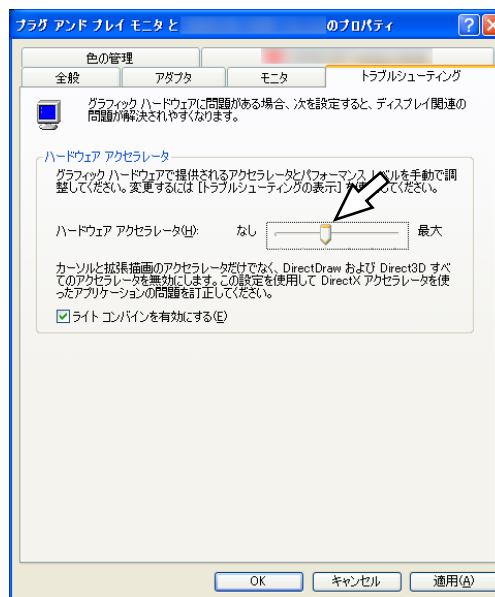 プラグ アンド プレイ モニタ と のプロパティ
色の管理
全般 アダプタ モニタ トラブルシューティング
グラフィック ハードウェアに問題がある場合、次を設定すると、ディスプレイ関連の
問題が解決されやすくなります。
ハードウェア アクセラレータ
グラフィック ハードウェアで提供されるアクセラレータとパフォーマンス レベルを手動で調
整してください。変更するには [トラブルシューティングの表示] を使用してください。
ハードウェア アクセラレータ(H): なし 最大
カーソルと拡張描画のアクセラレータだけでなく、DirectDraw および Direct3D すべ
てのアクセラレータを無効にします。この設定を使用して DirectX アクセラレータを使
ったアプリケーションの問題を訂正してください。
ライト コンバインを有効にする(E)
OK キャンセル 適用(A)